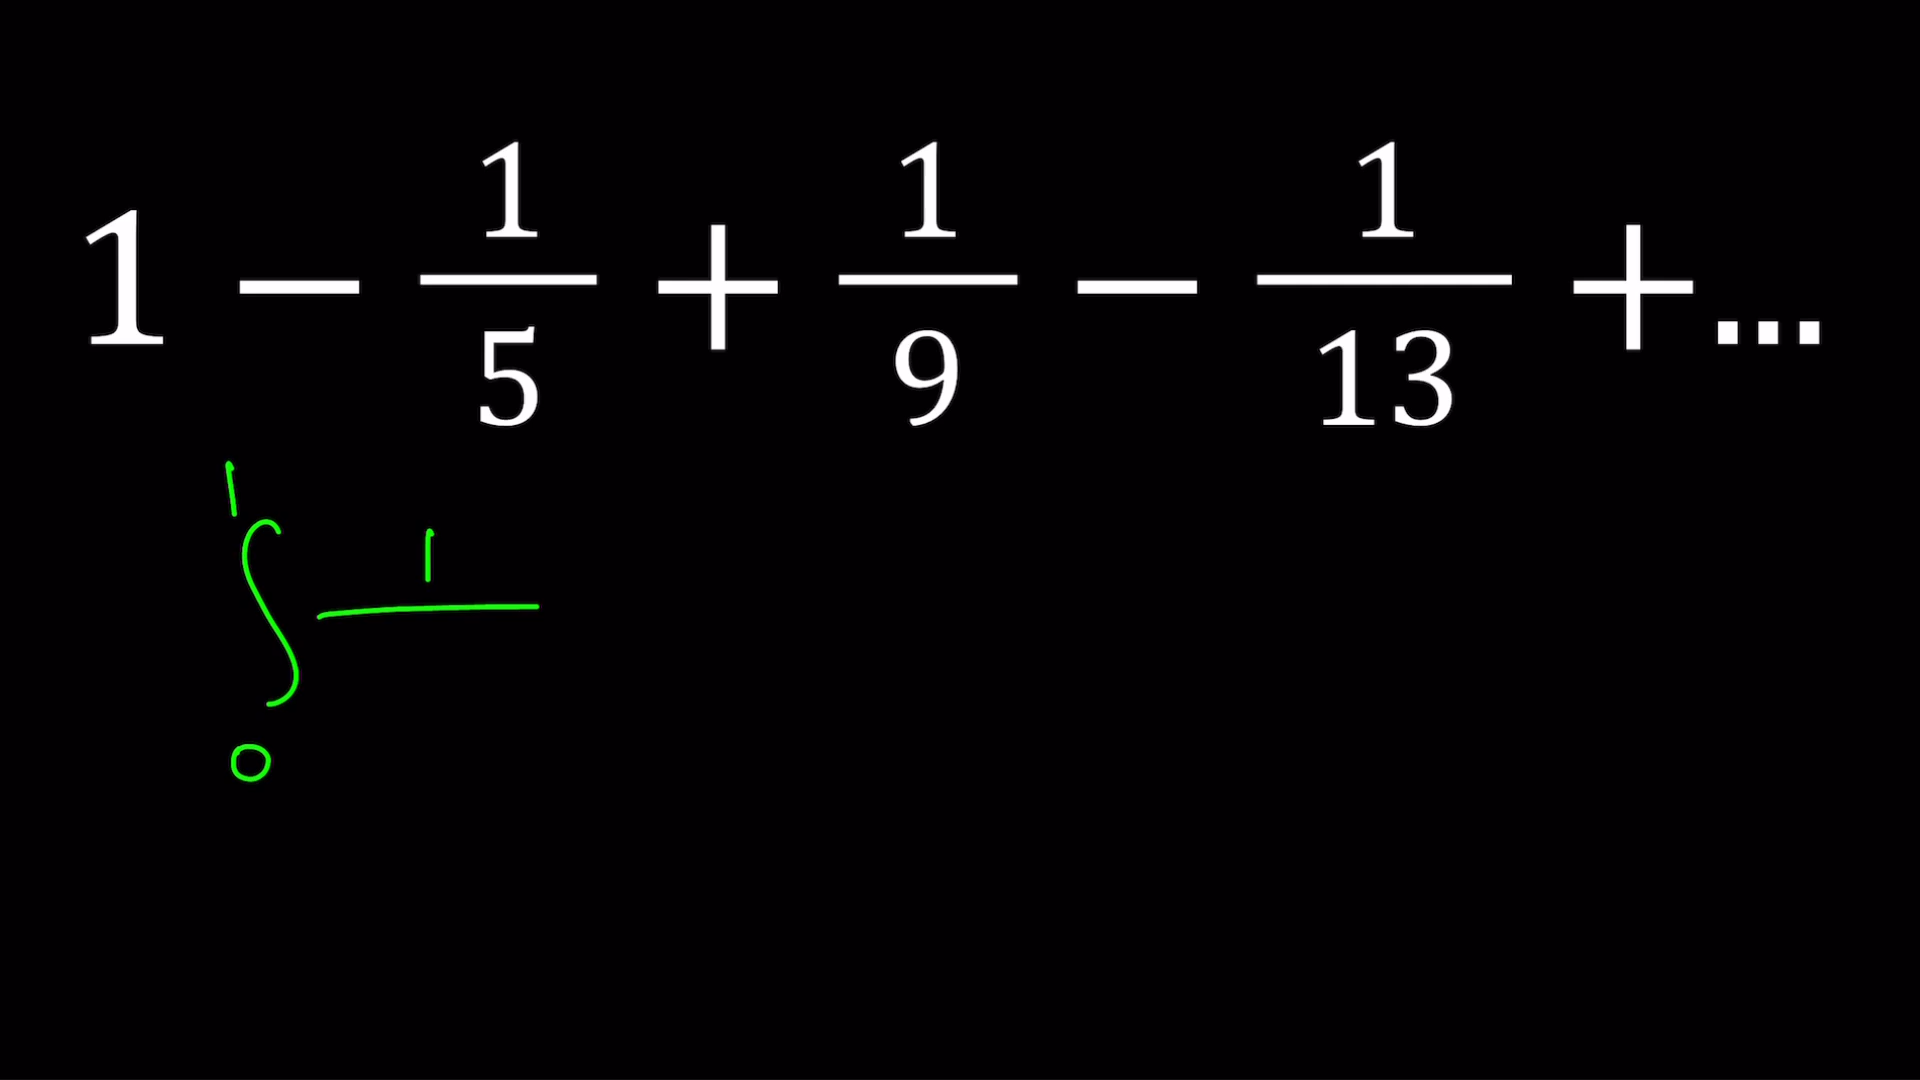 1 − 1/5 + 1/9 − 1/13 + ...
∫₀¹ 1/